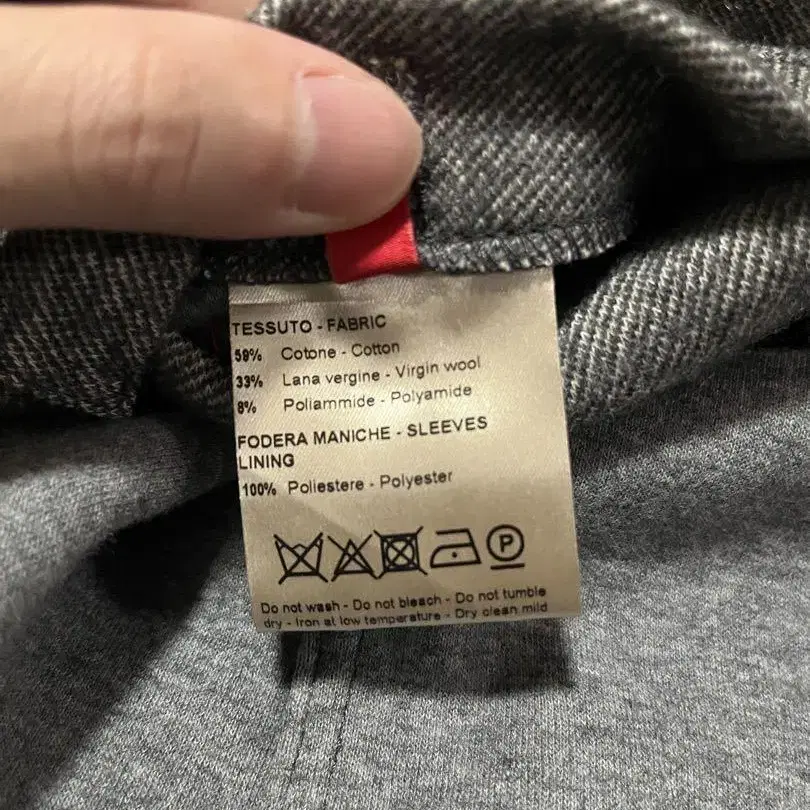 TESSUTO - FABRIC
59% Cotone - Cotton
33% Lana vergine - Virgin wool
8% Poliammide - Polyamide
FODERA MANICHE - SLEEVES
LINING
100% Poliestere - Polyester
P
Do not wash - Do not bleach - Do not tumble
dry - Iron at low temperature - Dry clean mild